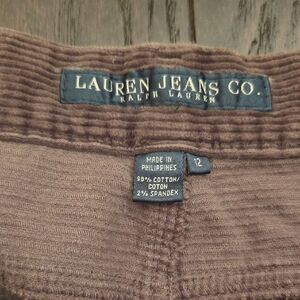 LAUREN JEANS CO.
RALPH LAUREN
MADE IN
PHILIPPINES
98% COTTON/
COTON
2% SPANDEX
12